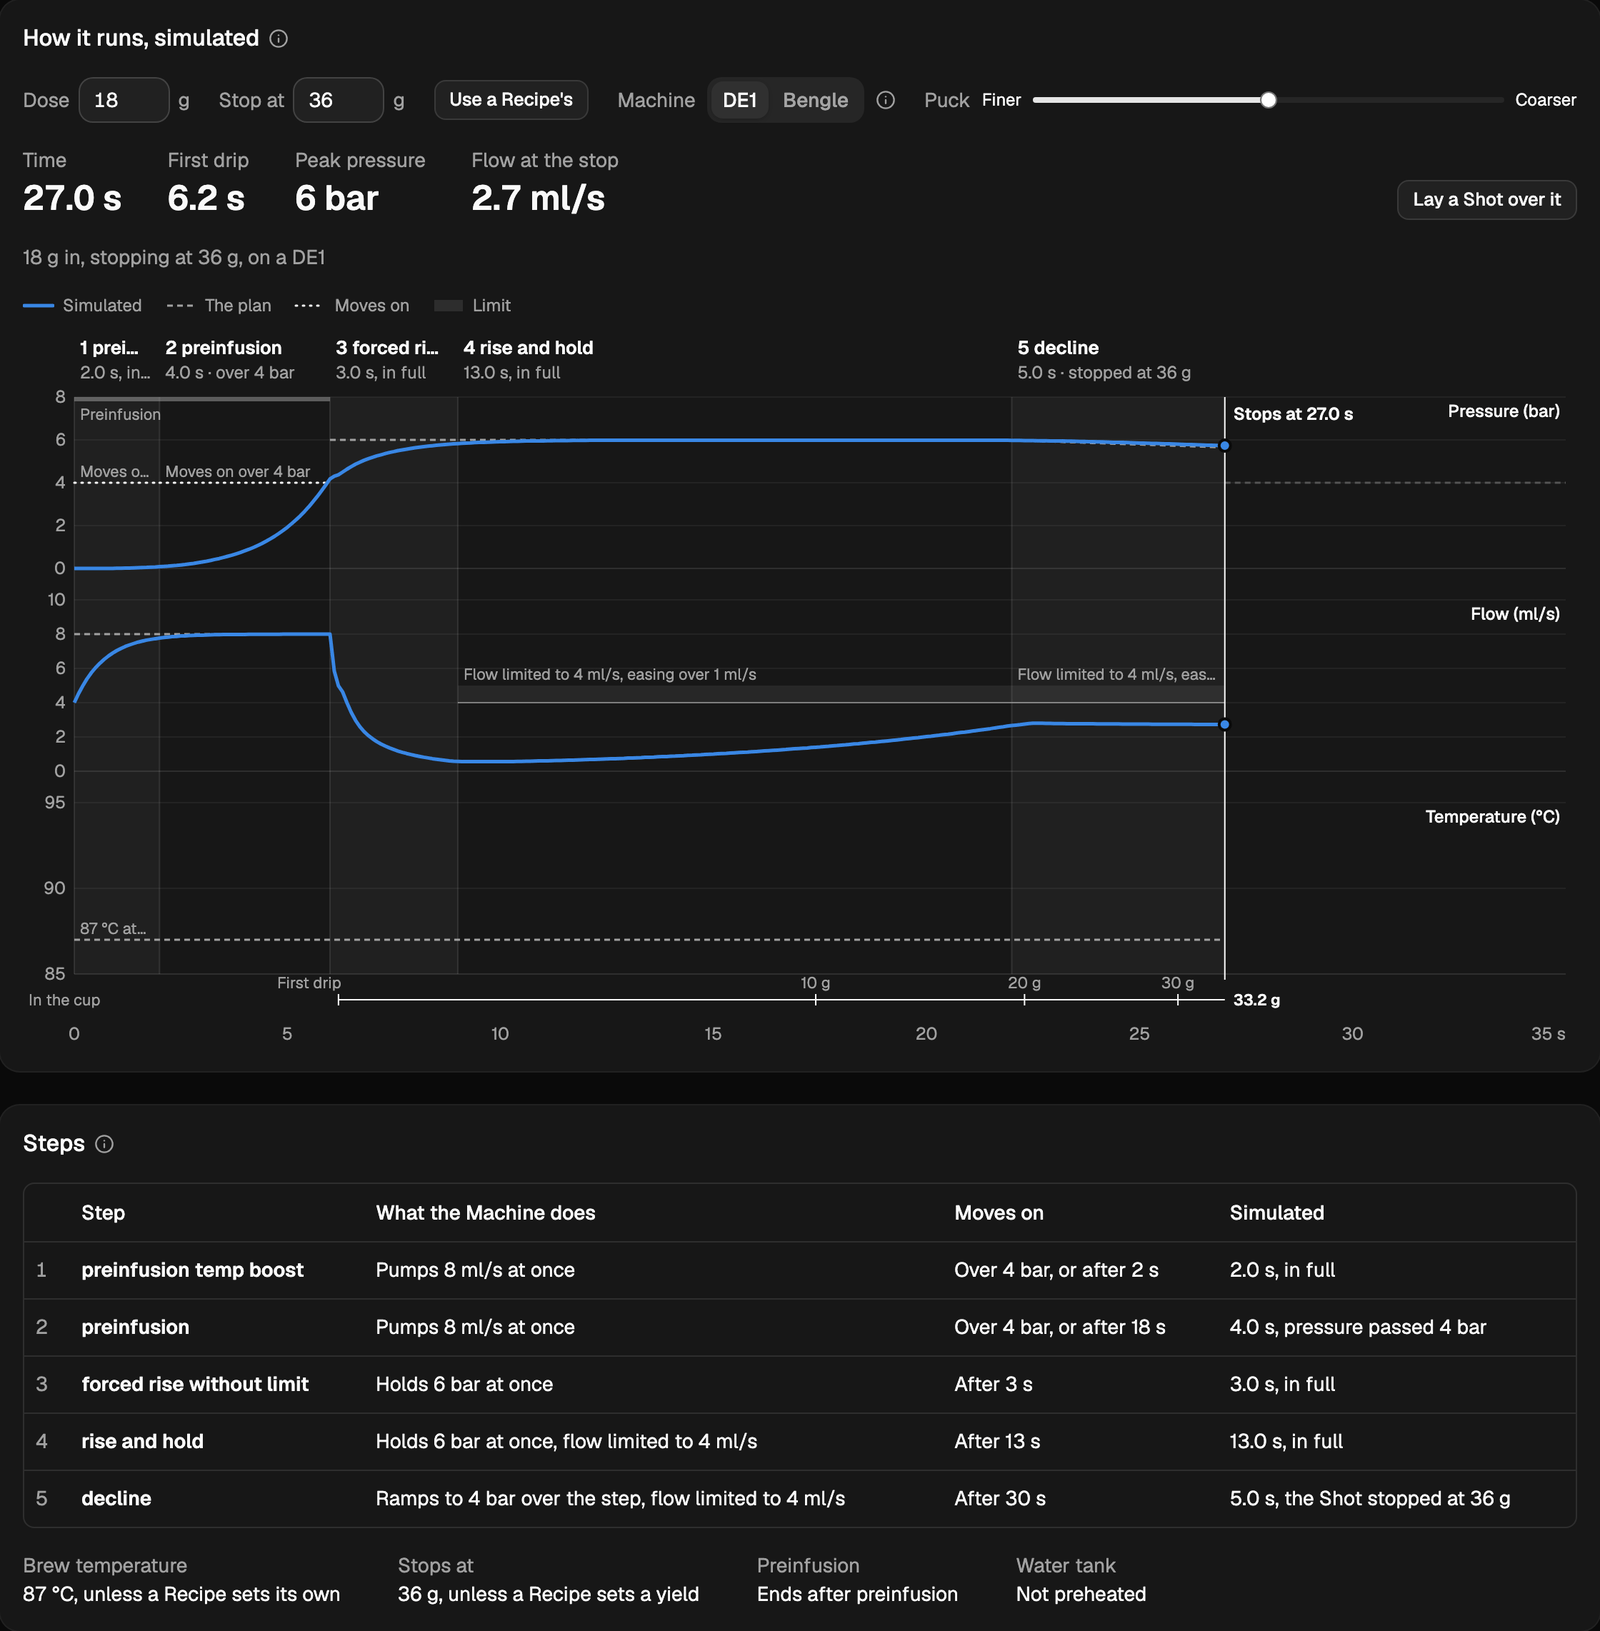 How it runs, simulated
Dose 18 g Stop at 36 g Use a Recipe's Machine DE1 Bengle Puck Finer Coarser
Time First drip Peak pressure Flow at the stop
27.0 s 6.2 s 6 bar 2.7 ml/s
Lay a Shot over it
18 g in, stopping at 36 g, on a DE1
Simulated The plan Moves on Limit
1 prei... 2 preinfusion 3 forced ri... 4 rise and hold 5 decline
2.0 s, in... 4.0 s · over 4 bar 3.0 s, in full 13.0 s, in full 5.0 s · stopped at 36 g
8
Preinfusion Stops at 27.0 s Pressure (bar)
6
Moves o... Moves on over 4 bar
4
2
0
10
Flow (ml/s)
8
6
Flow limited to 4 ml/s, easing over 1 ml/s Flow limited to 4 ml/s, eas...
4
2
0
95
Temperature (°C)
90
87 °C at...
85
First drip 10 g 20 g 30 g
In the cup 33.2 g
0 5 10 15 20 25 30 35 s
Steps
Step What the Machine does Moves on Simulated
1 preinfusion temp boost Pumps 8 ml/s at once Over 4 bar, or after 2 s 2.0 s, in full
2 preinfusion Pumps 8 ml/s at once Over 4 bar, or after 18 s 4.0 s, pressure passed 4 bar
3 forced rise without limit Holds 6 bar at once After 3 s 3.0 s, in full
4 rise and hold Holds 6 bar at once, flow limited to 4 ml/s After 13 s 13.0 s, in full
5 decline Ramps to 4 bar over the step, flow limited to 4 ml/s After 30 s 5.0 s, the Shot stopped at 36 g
Brew temperature Stops at Preinfusion Water tank
87 °C, unless a Recipe sets its own 36 g, unless a Recipe sets a yield Ends after preinfusion Not preheated